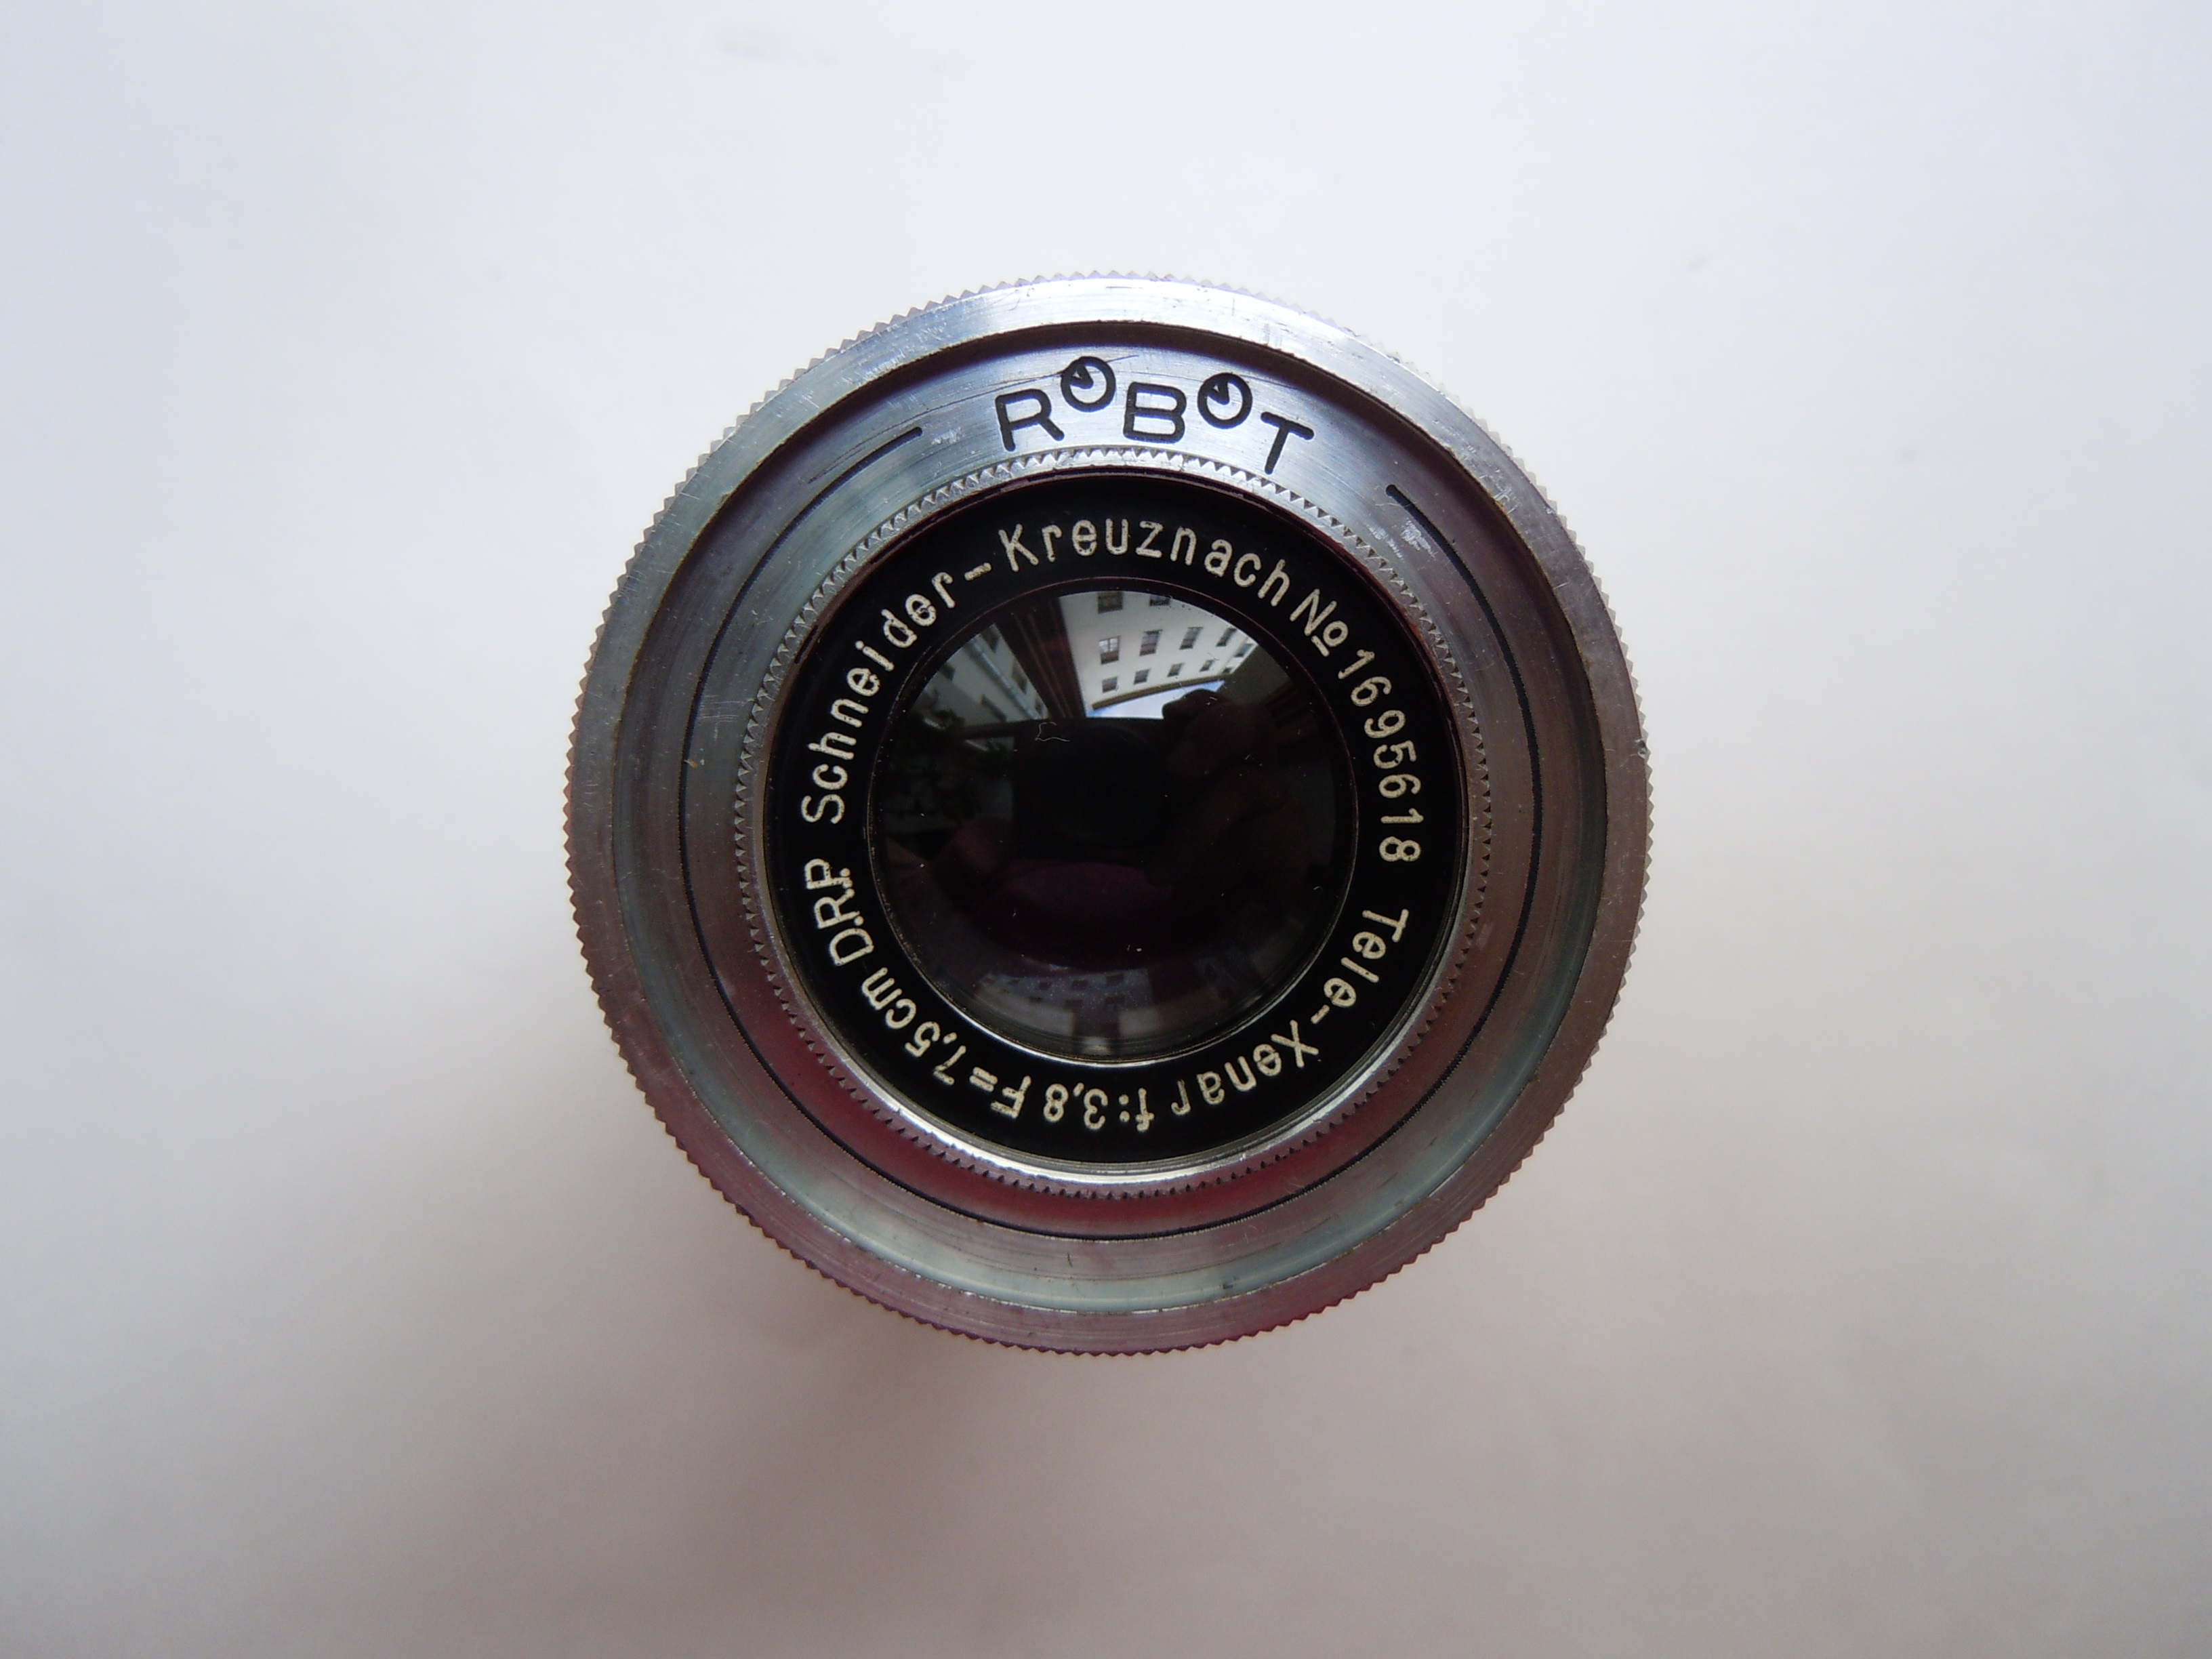 ROBOT
Schneider-Kreuznach No 1695618 Tele-Xenar f:3,8 F=7,5cm D.R.P.